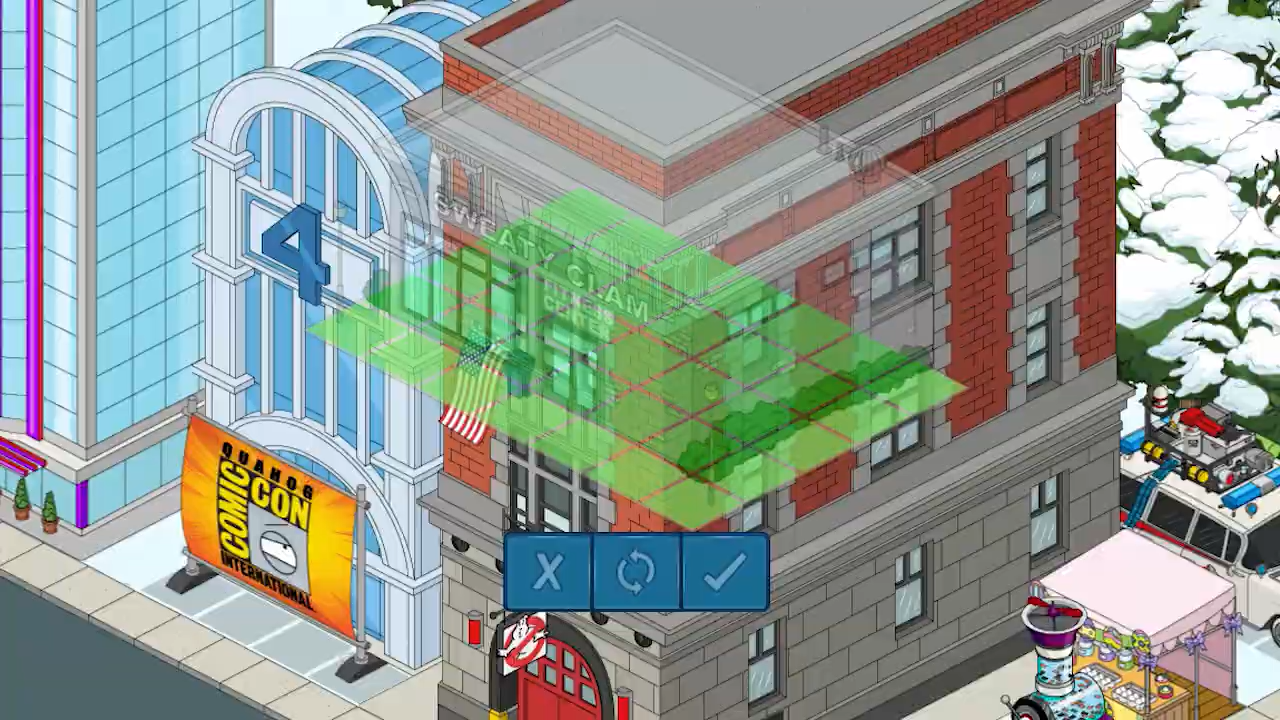 4
SWEATY CLAM
FITNESS
CENTER
QUAHOG
COMIC
CON
INTERNATIONAL
X